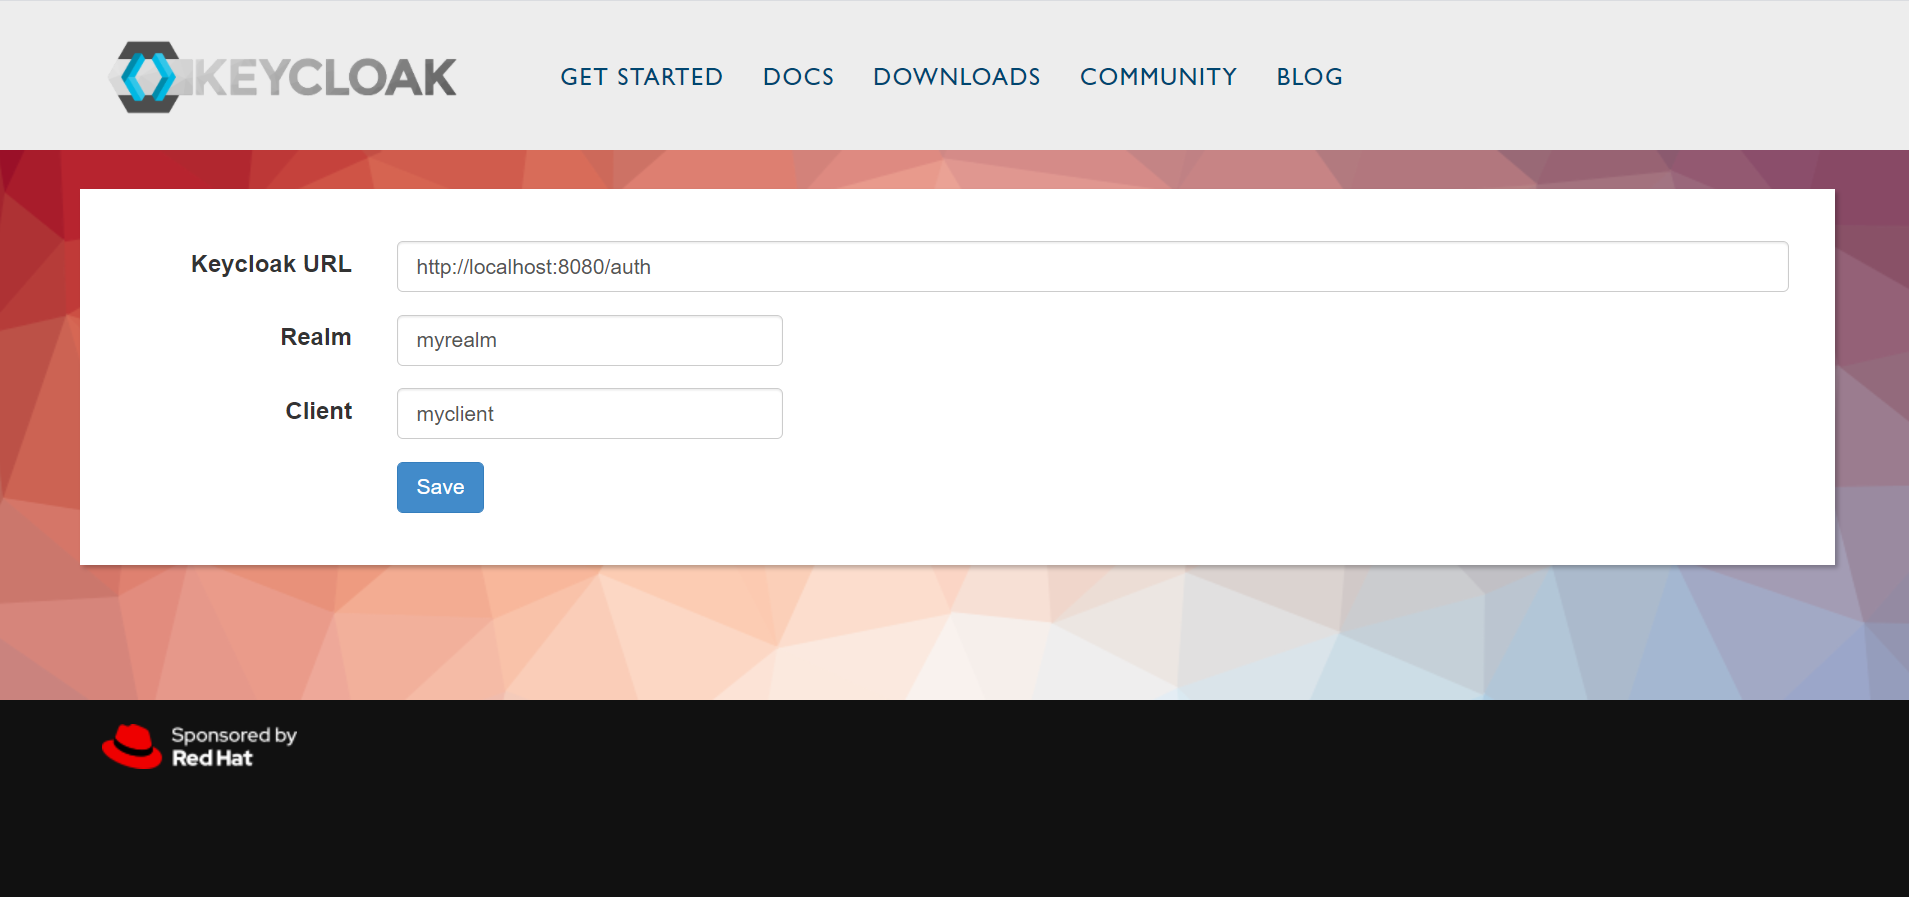 KEYCLOAK
GET STARTED DOCS DOWNLOADS COMMUNITY BLOG
Keycloak URL http://localhost:8080/auth
Realm myrealm
Client myclient
Save
Sponsored by
Red Hat